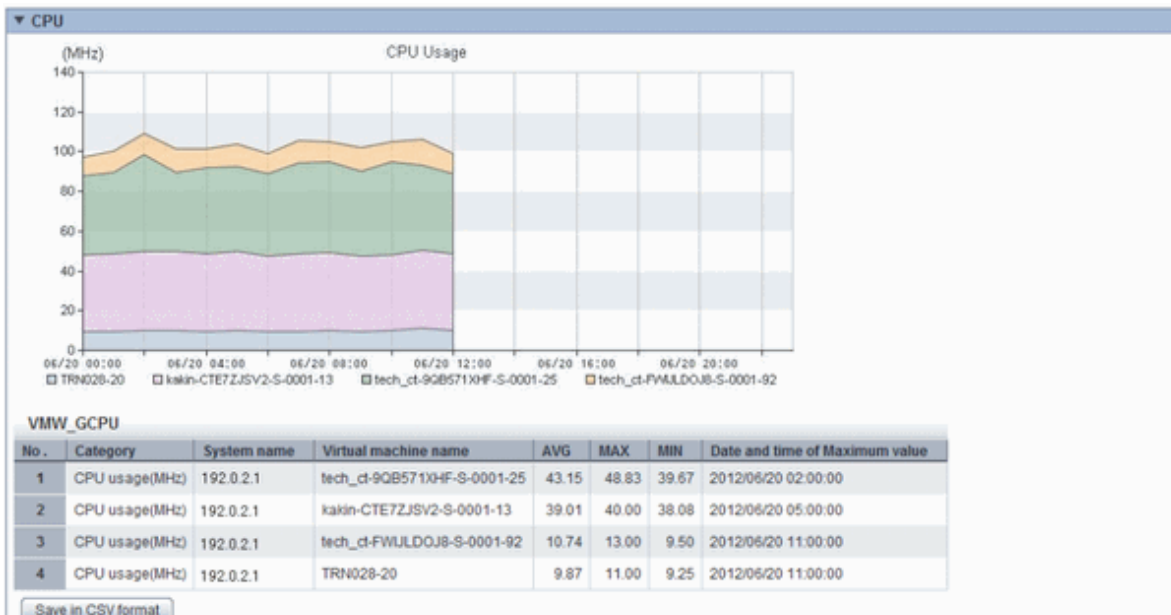 ▼ CPU
(MHz) CPU Usage
140
120
100
80
60
40
20
0
06/20 00:00 06/20 04:00 06/20 08:00 06/20 12:00 06/20 16:00 06/20 20:00
TRN028-20 kakin-CTE7ZJSV2-S-0001-13 tech_ct-9QB571XHF-S-0001-25 tech_ct-FWIJLDOJ8-S-0001-92
VMW_GCPU
No. Category System name Virtual machine name AVG MAX MIN Date and time of Maximum value
1 CPU usage(MHz) 192.0.2.1 tech_ct-9QB571XHF-S-0001-25 43.15 48.83 39.67 2012/06/20 02:00:00
2 CPU usage(MHz) 192.0.2.1 kakin-CTE7ZJSV2-S-0001-13 39.01 40.00 38.08 2012/06/20 05:00:00
3 CPU usage(MHz) 192.0.2.1 tech_ct-FWIJLDOJ8-S-0001-92 10.74 13.00 9.50 2012/06/20 11:00:00
4 CPU usage(MHz) 192.0.2.1 TRN028-20 9.87 11.00 9.25 2012/06/20 11:00:00
Save in CSV format